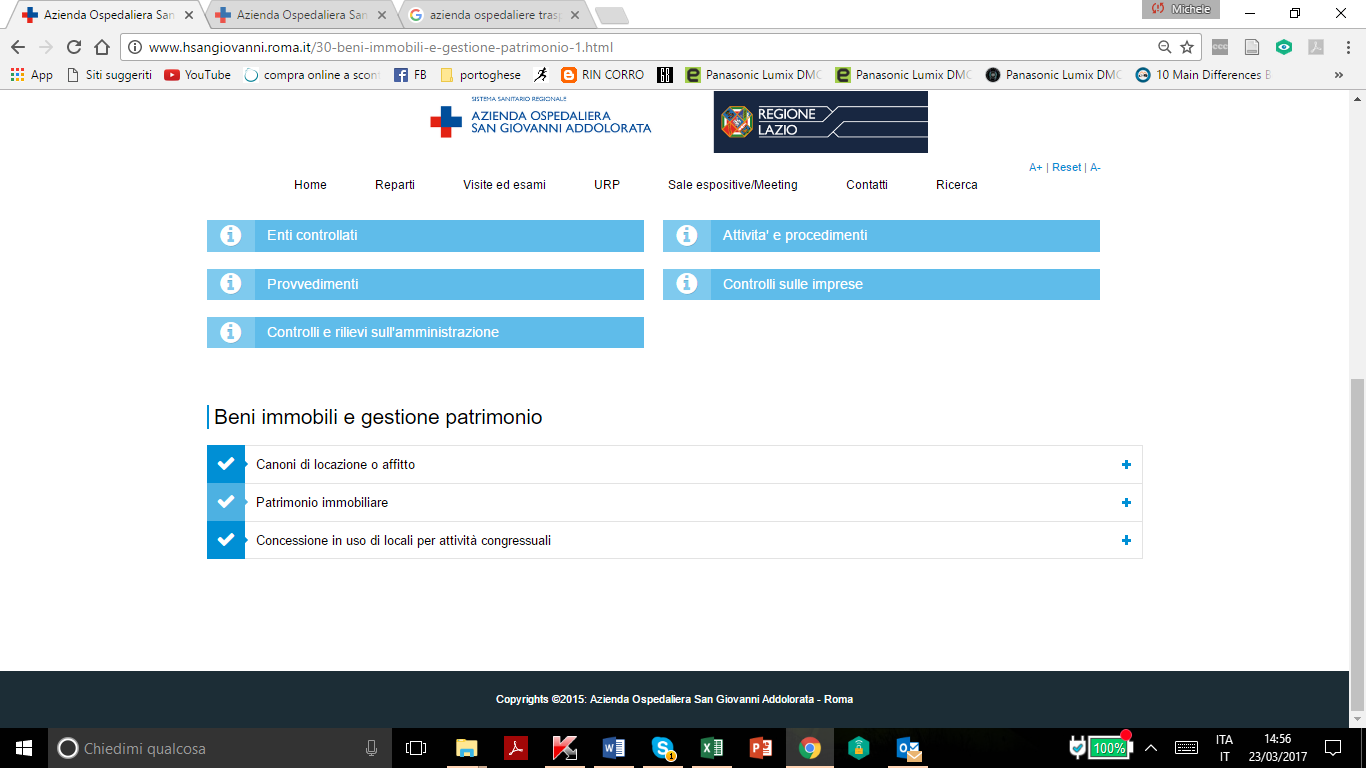 Azienda Ospedaliera San
Azienda Ospedaliera San
azienda ospedaliere trasp
Michele
www.hsangiovanni.roma.it/30-beni-immobili-e-gestione-patrimonio-1.html
App
Siti suggeriti
YouTube
compra online a scont
FB
portoghese
RIN CORRO
Panasonic Lumix DMC
Panasonic Lumix DMC
Panasonic Lumix DMC
10 Main Differences B
»
SISTEMA SANITARIO REGIONALE
AZIENDA OSPEDALIERA
SAN GIOVANNI ADDOLORATA
REGIONE
LAZIO
A+ | Reset | A-
Home
Reparti
Visite ed esami
URP
Sale espositive/Meeting
Contatti
Ricerca
Enti controllati
Attivita' e procedimenti
Provvedimenti
Controlli sulle imprese
Controlli e rilievi sull'amministrazione
Beni immobili e gestione patrimonio
Canoni di locazione o affitto
Patrimonio immobiliare
Concessione in uso di locali per attività congressuali
Copyrights ©2015: Azienda Ospedaliera San Giovanni Addolorata - Roma
Chiedimi qualcosa
100%
ITA
IT
14:56
23/03/2017